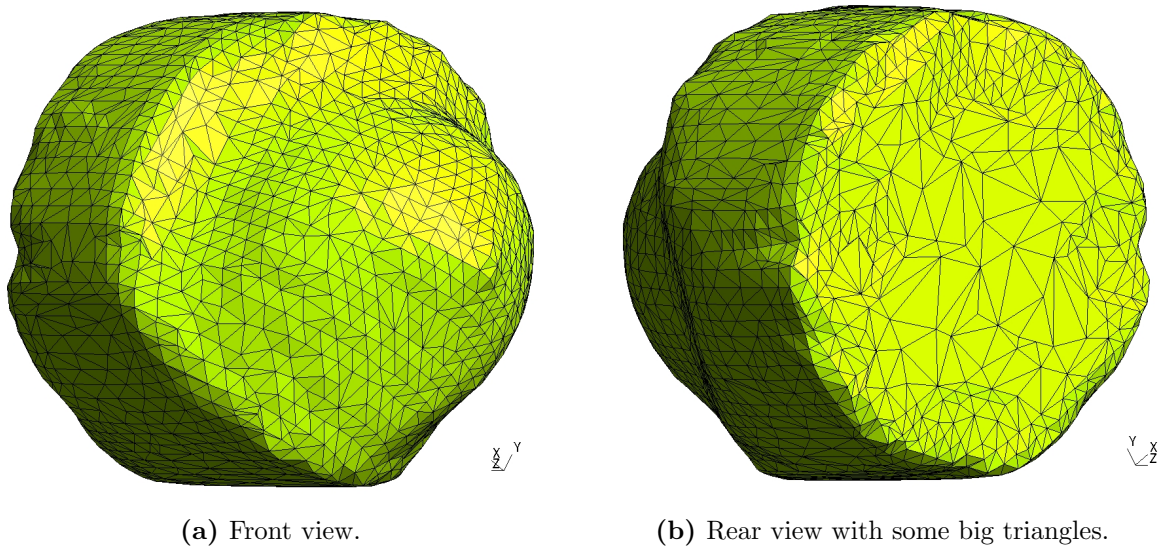 X Y
Z
Y X
Z
(a) Front view.
(b) Rear view with some big triangles.